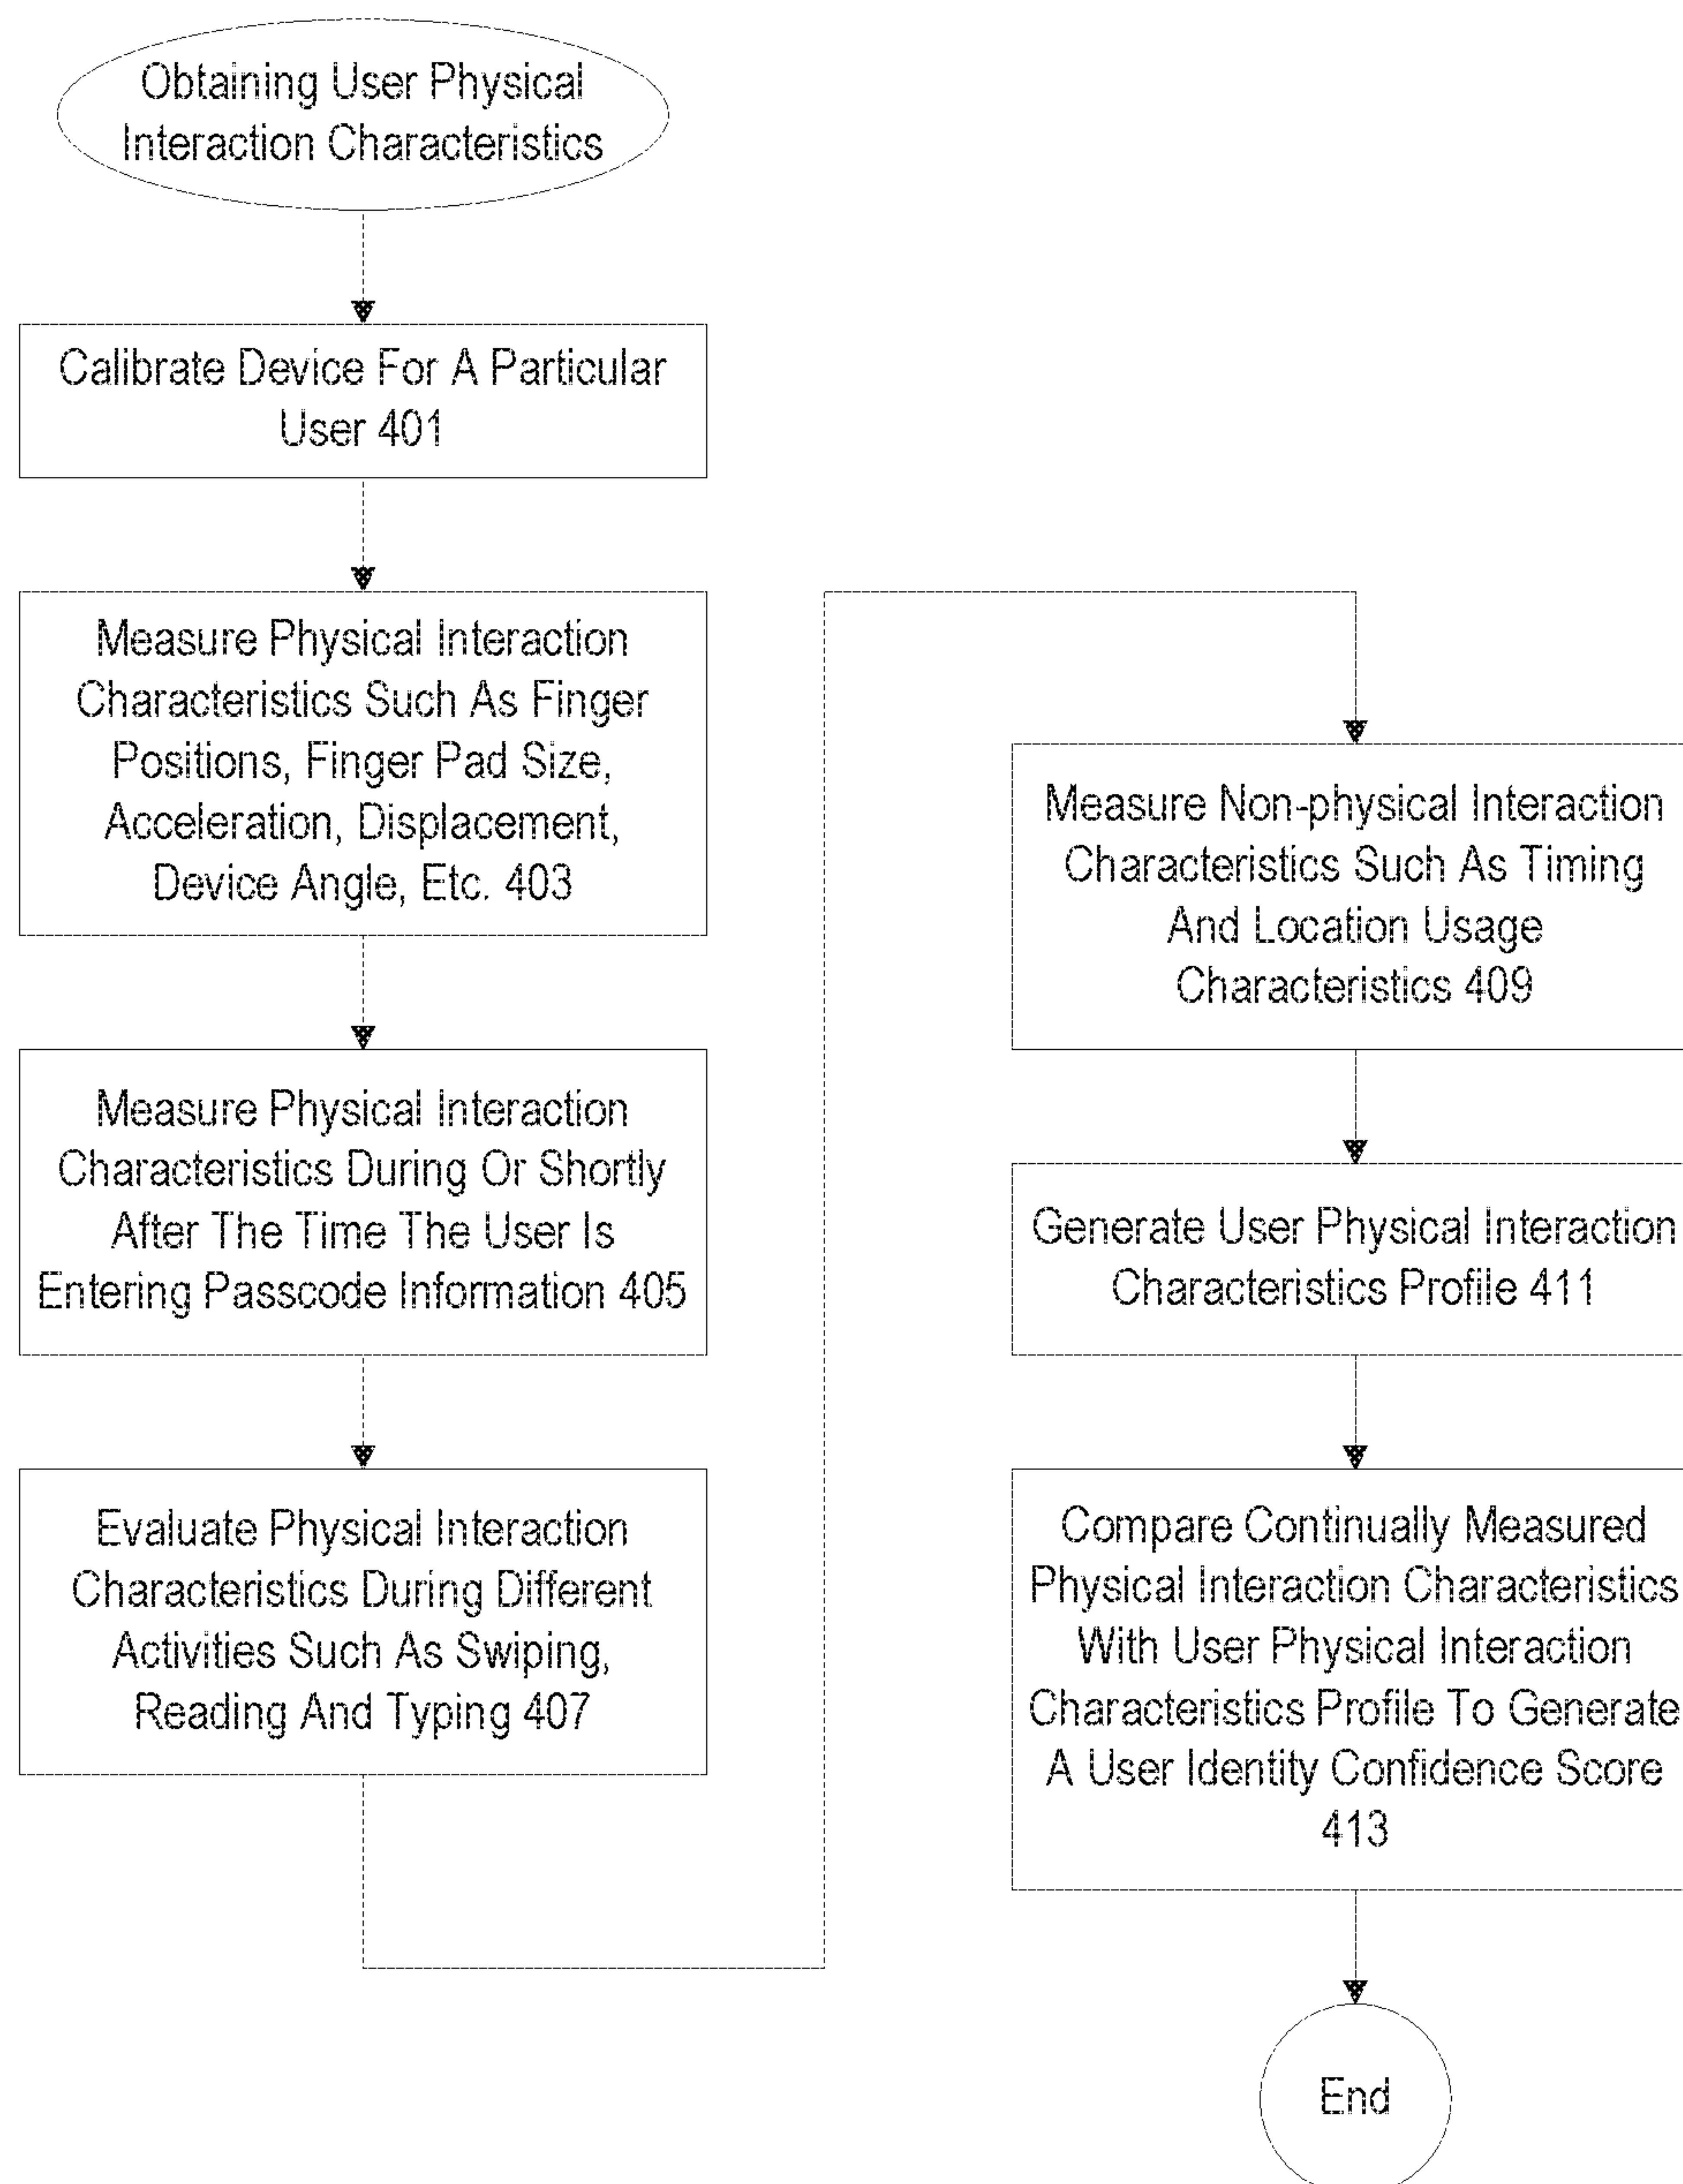 Obtaining User Physical
Interaction Characteristics
Calibrate Device For A Particular
User 401
Measure Physical Interaction
Characteristics Such As Finger
Positions, Finger Pad Size,
Acceleration, Displacement,
Device Angle, Etc. 403
Measure Physical Interaction
Characteristics During Or Shortly
After The Time The User Is
Entering Passcode Information 405
Evaluate Physical Interaction
Characteristics During Different
Activities Such As Swiping,
Reading And Typing 407
Measure Non-physical Interaction
Characteristics Such As Timing
And Location Usage
Characteristics 409
Generate User Physical Interaction
Characteristics Profile 411
Compare Continually Measured
Physical Interaction Characteristics
With User Physical Interaction
Characteristics Profile To Generate
A User Identity Confidence Score
413
End